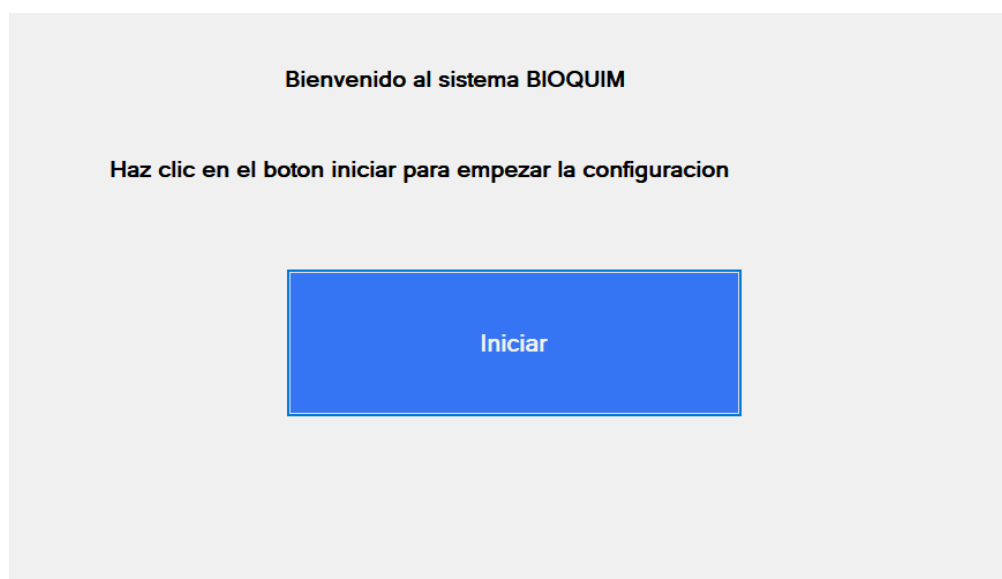 Bienvenido al sistema BIOQUIM
Haz clic en el boton iniciar para empezar la configuracion
Iniciar